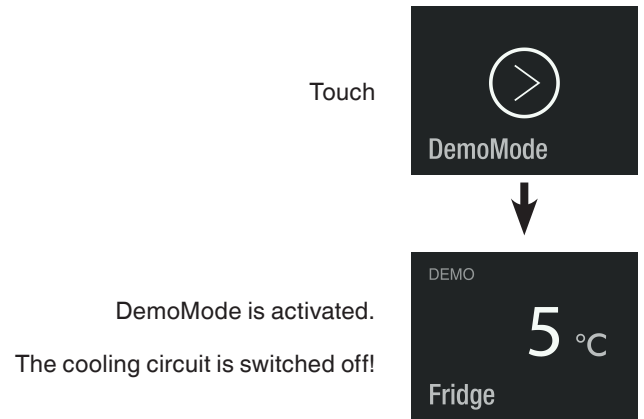 Touch
DemoMode
DEMO
5 °C
DemoMode is activated.
The cooling circuit is switched off!
Fridge